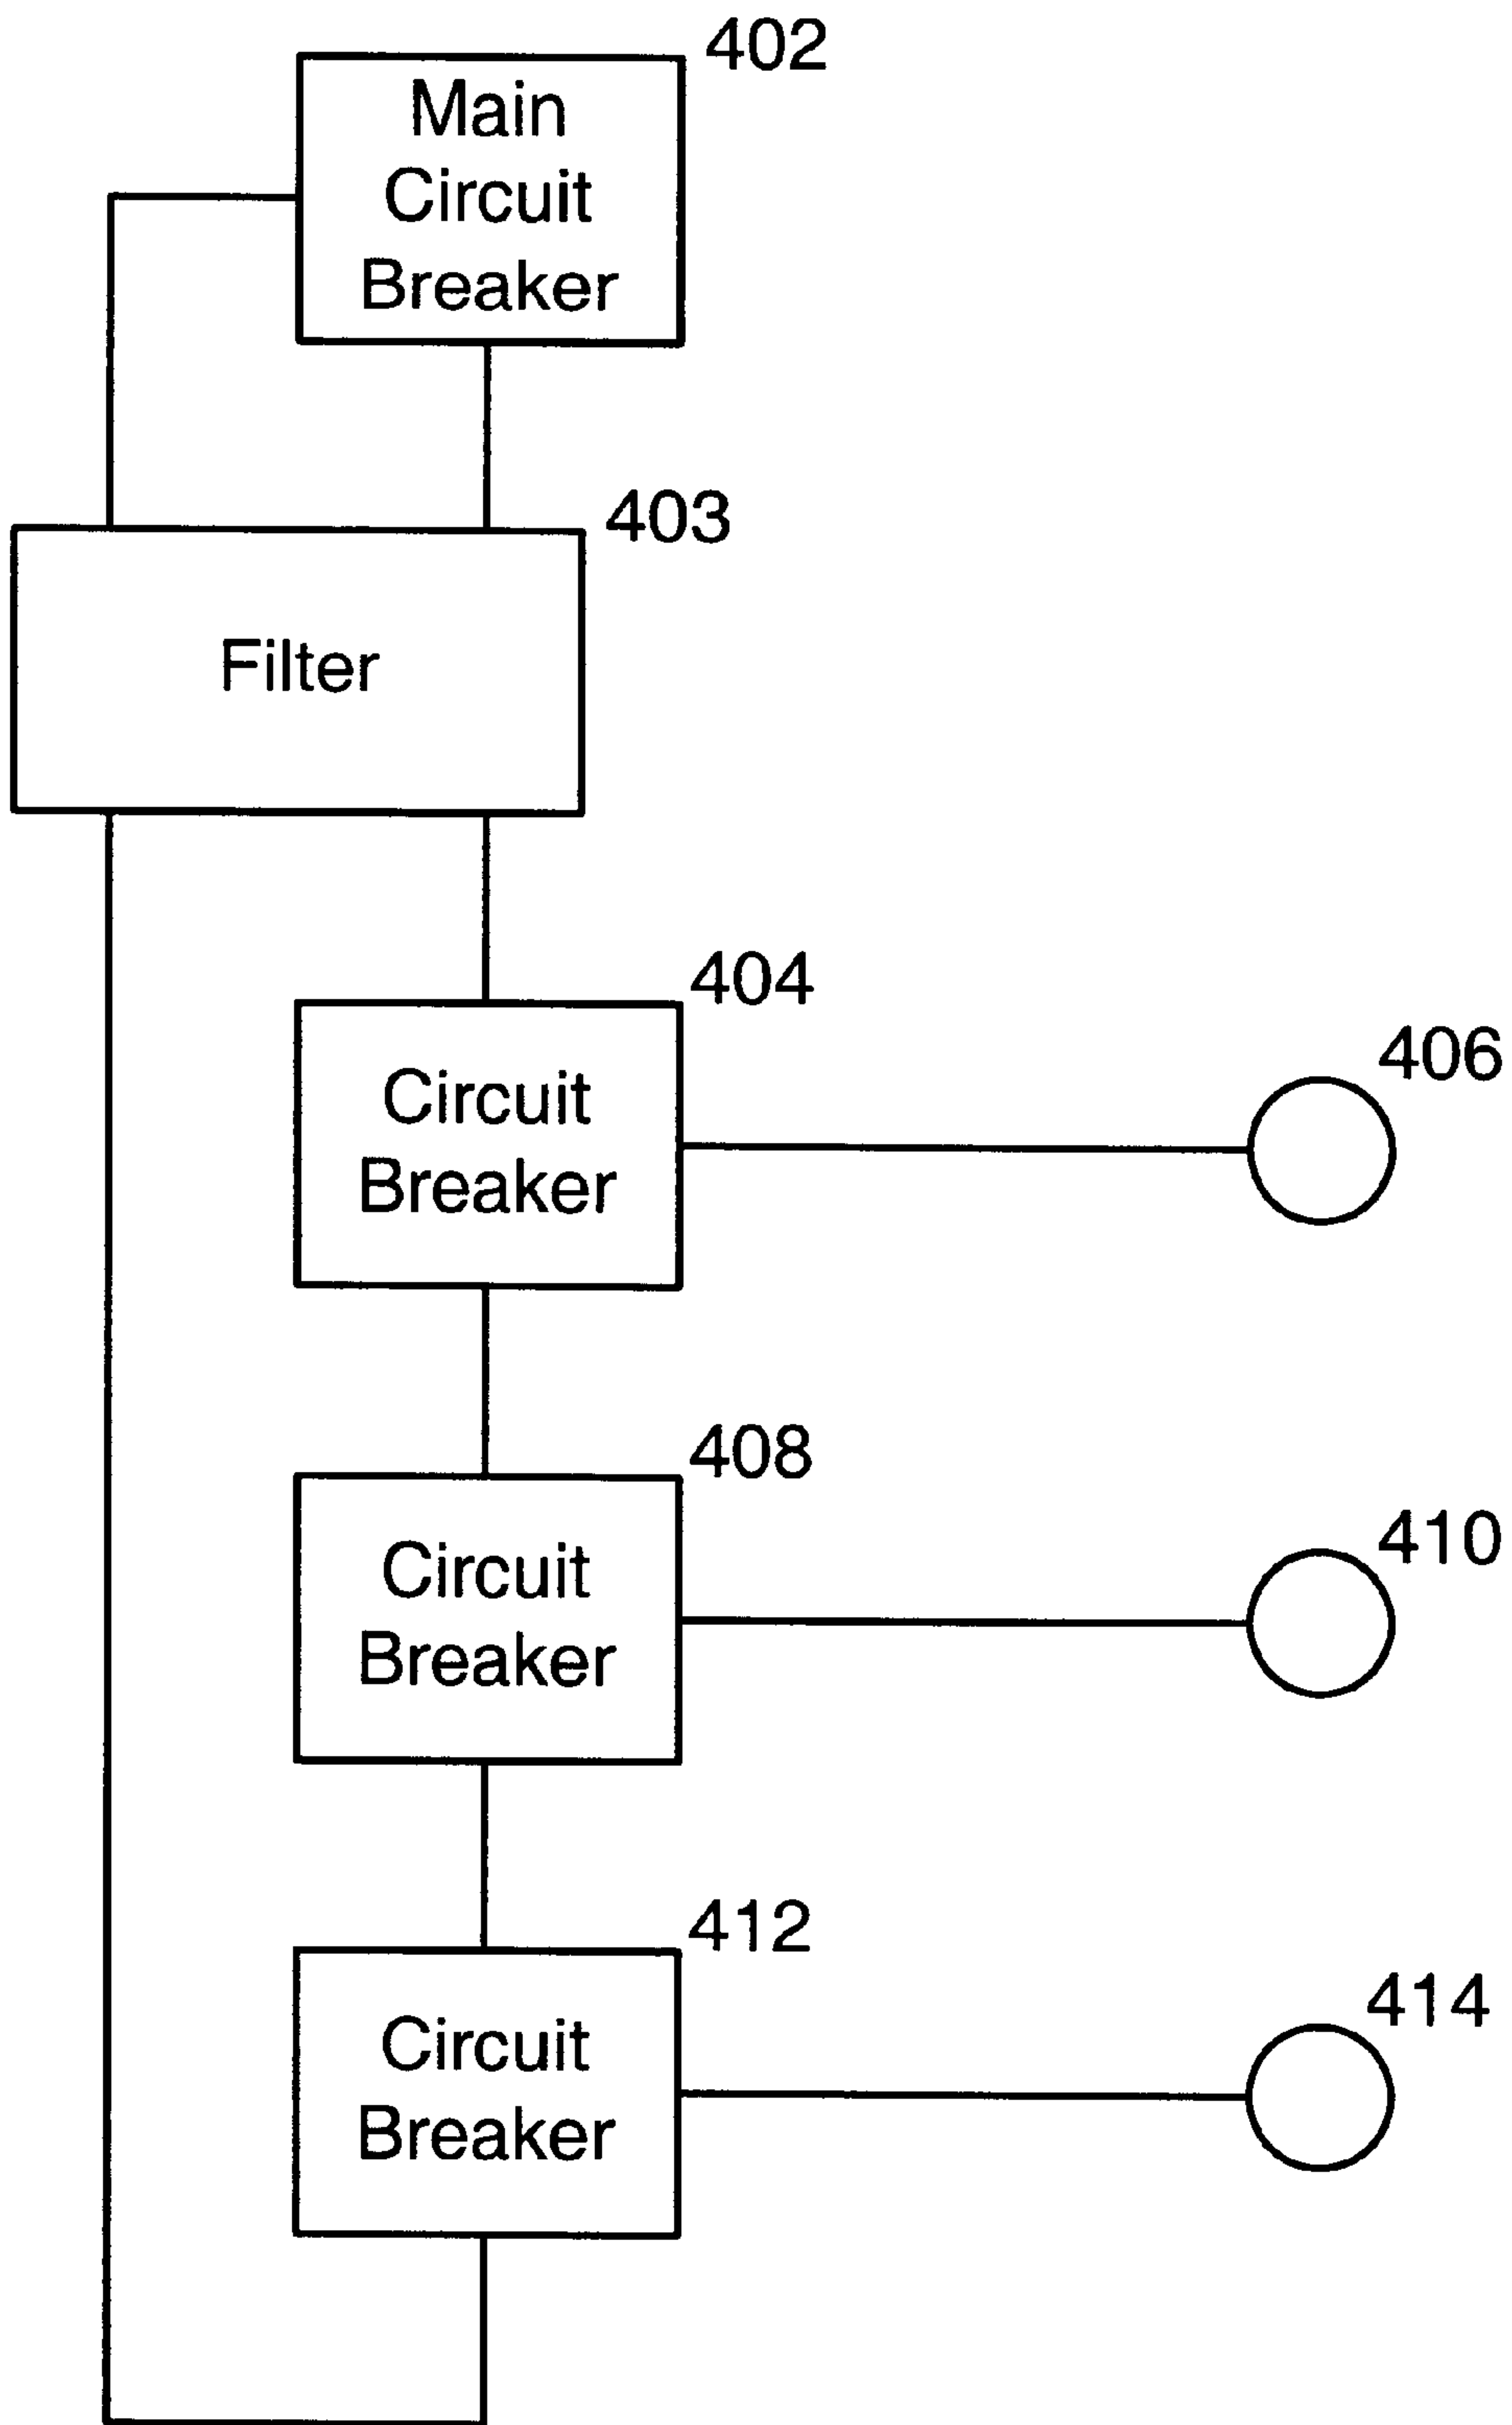 402
Main
Circuit
Breaker
403
Filter
404
Circuit
Breaker
406
408
Circuit
Breaker
410
412
Circuit
Breaker
414